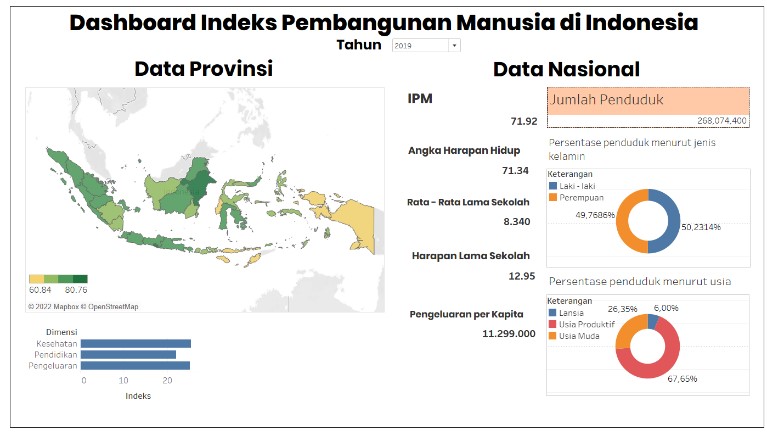 Dashboard Indeks Pembangunan Manusia di Indonesia
Tahun 2019
Data Provinsi
60.84 80.76
© 2022 Mapbox © OpenStreetMap
Dimensi
Kesehatan
Pendidikan
Pengeluaran
0 10 20
Indeks
Data Nasional
IPM
71.92
Angka Harapan Hidup
71.34
Rata - Rata Lama Sekolah
8.340
Harapan Lama Sekolah
12.95
Pengeluaran per Kapita
11.299.000
Jumlah Penduduk
268,074,400
Persentase penduduk menurut jenis
kelamin
Keterangan
Laki - laki
Perempuan
49,7686%
50,2314%
Persentase penduduk menurut usia
Keterangan
Lansia
Usia Produktif
Usia Muda
26,35%
6,00%
67,65%